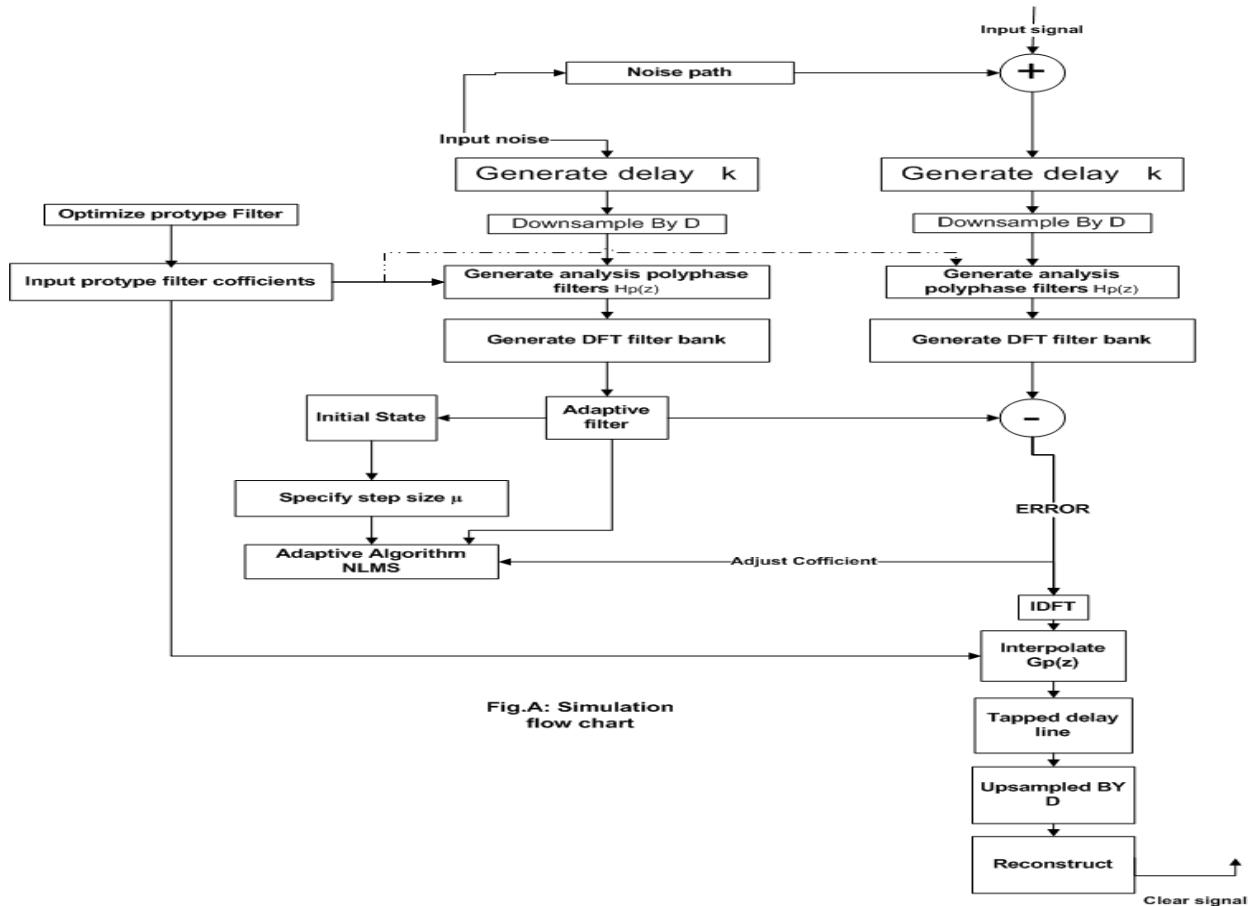 Input signal
Noise path
+
Input noise
Generate delay k
Generate delay k
Optimize protype Filter
Downsample By D
Downsample By D
Input protype filter cofficients
Generate analysis polyphase
filters Hp(z)
Generate analysis
polyphase filters Hp(z)
Generate DFT filter bank
Generate DFT filter bank
Initial State
Adaptive
filter
-
Specify step size μ
ERROR
Adaptive Algorithm
NLMS
Adjust Cofficient
IDFT
Interpolate
Gp(z)
Fig.A: Simulation
flow chart
Tapped delay
line
Upsampled BY
D
Reconstruct
Clear signal